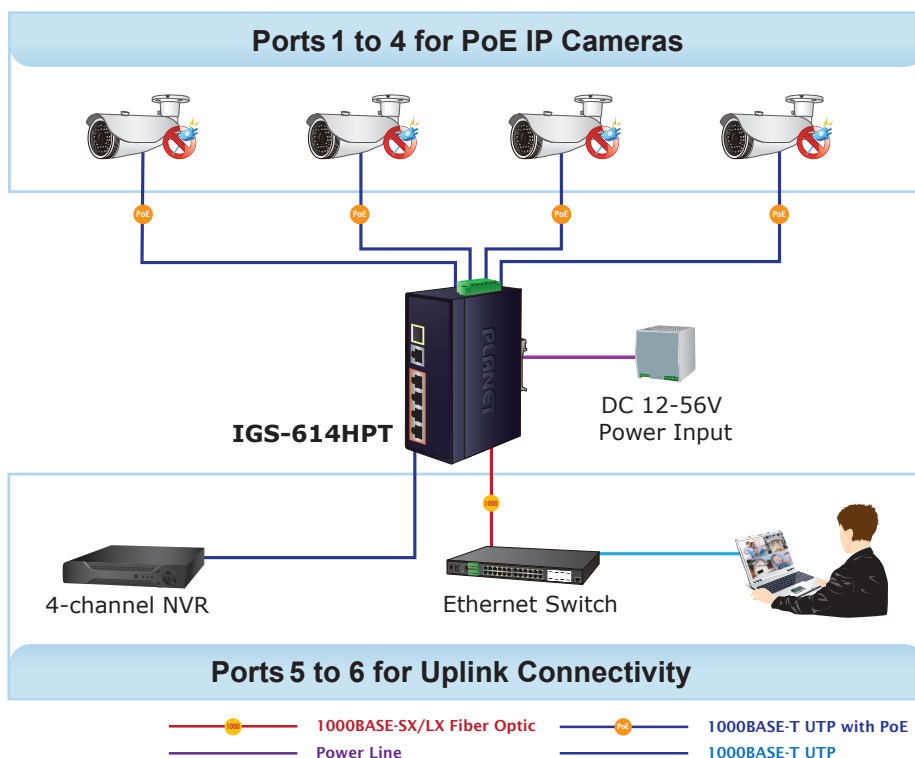 Ports 1 to 4 for PoE IP Cameras
PoE
PoE
PoE
PoE
PLANET
IGS-614HPT
DC 12-56V
Power Input
1000
4-channel NVR
Ethernet Switch
Ports 5 to 6 for Uplink Connectivity
1000 1000BASE-SX/LX Fiber Optic
PoE 1000BASE-T UTP with PoE
Power Line
1000BASE-T UTP